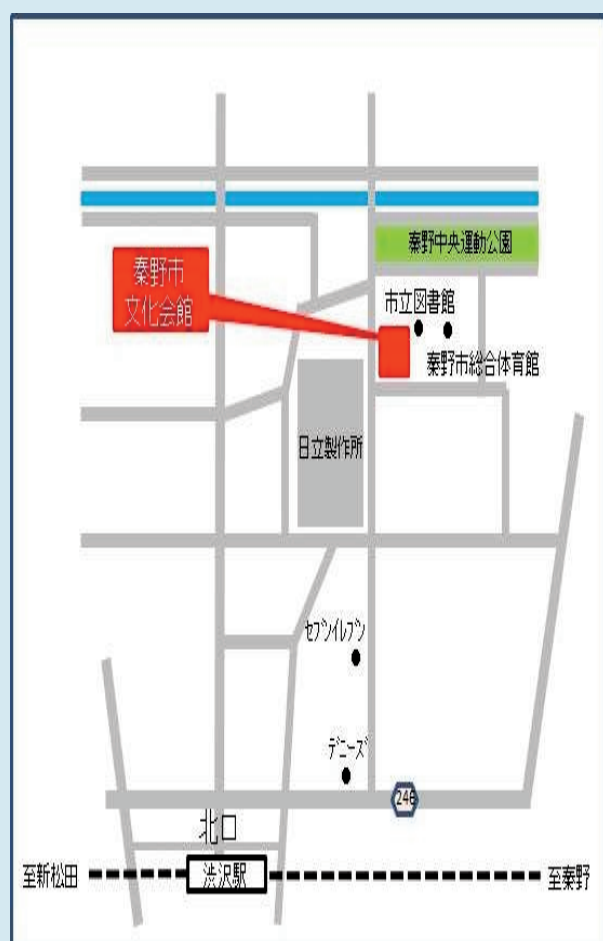 秦野中央運動公園
秦野市
文化会館
市立図書館
秦野市総合体育館
日立製作所
セブンイレブン
デニーズ
246
北口
至新松田
渋沢駅
至秦野